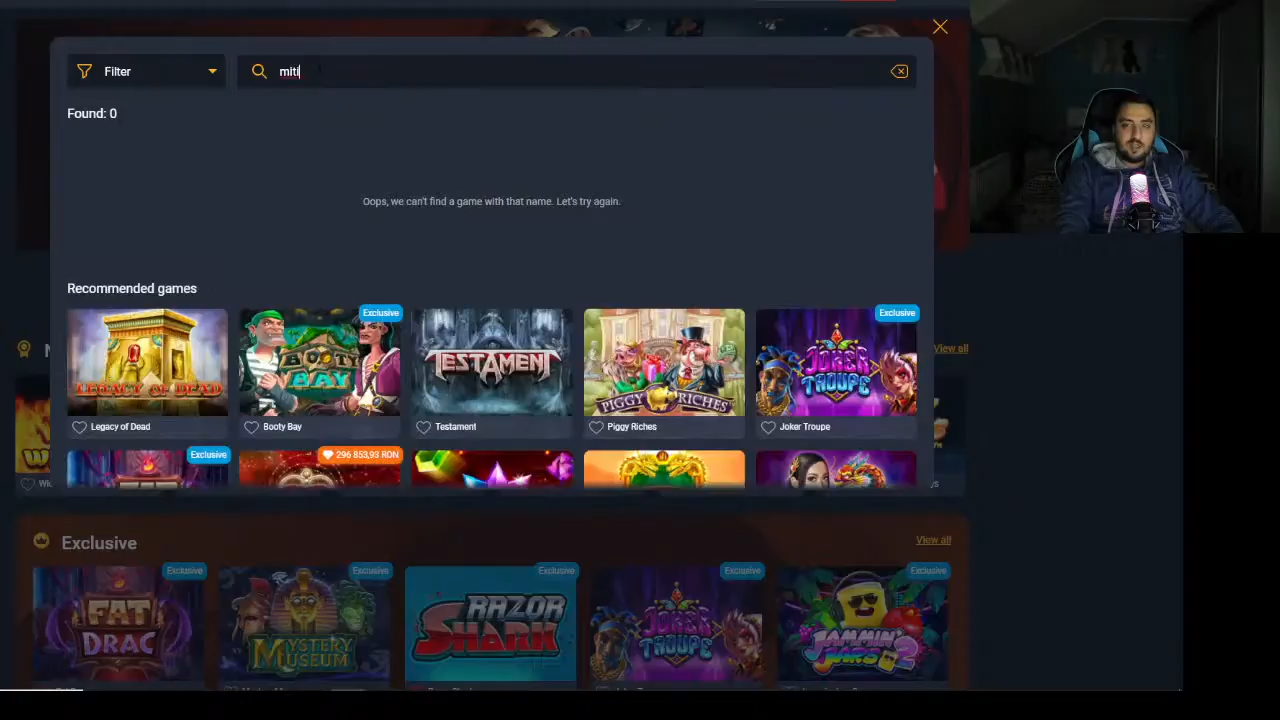 Filter
miti
Found: 0
Oops, we can't find a game with that name. Let's try again.
Recommended games
Exclusive
Exclusive
LEGACY OF DEAD
BOOTY BAY
TESTAMENT
PIGGY RICHES
JOKER TROUPE
View all
Legacy of Dead
Booty Bay
Testament
Piggy Riches
Joker Troupe
Exclusive
296 853,93 RON
Exclusive
View all
Exclusive
Exclusive
Exclusive
Exclusive
Exclusive
FAT DRAC
MYSTERY MUSEUM
RAZOR SHARK
JOKER TROUPE
JAMMIN' JARS 2